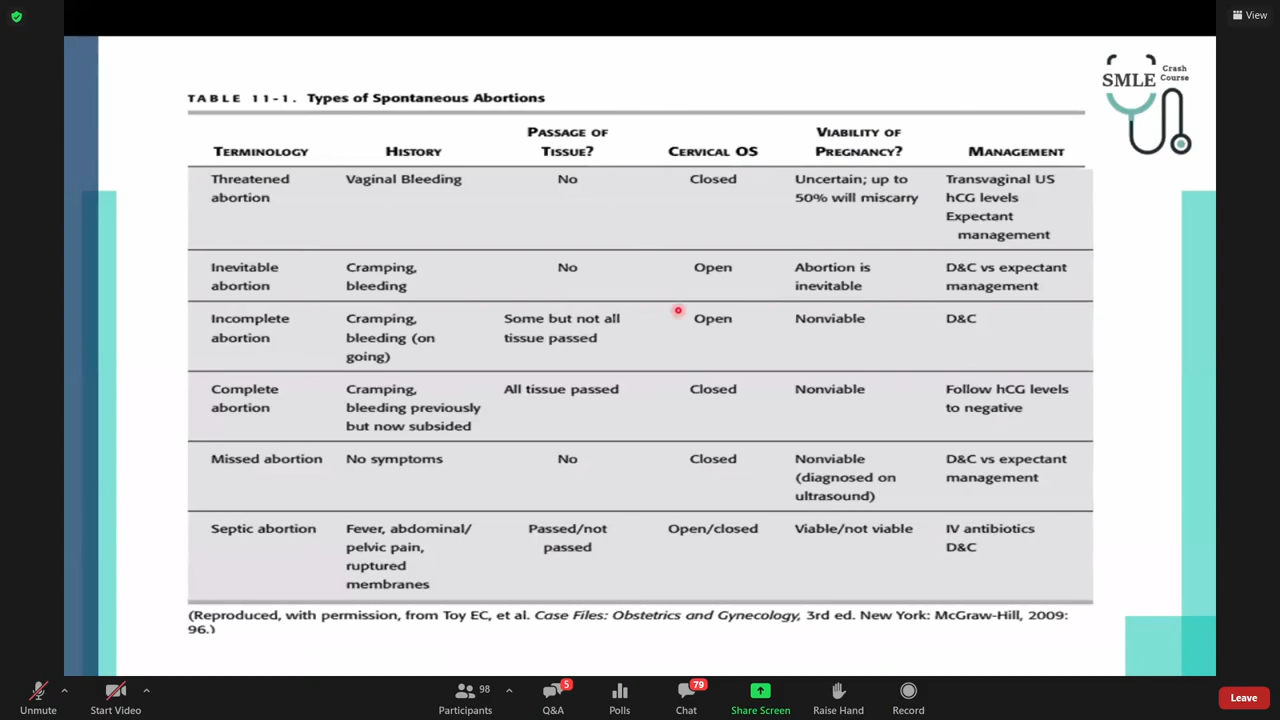 View
SMLE Crash Course
TABLE 11-1. Types of Spontaneous Abortions
TERMINOLOGY HISTORY PASSAGE OF TISSUE? CERVICAL OS VIABILITY OF PREGNANCY? MANAGEMENT
Threatened Vaginal Bleeding No Closed Uncertain; up to Transvaginal US
abortion 50% will miscarry hCG levels
Expectant
management
Inevitable Cramping, No Open Abortion is D&C vs expectant
abortion bleeding inevitable management
Incomplete Cramping, Some but not all Open Nonviable D&C
abortion bleeding (on tissue passed
going)
Complete Cramping, All tissue passed Closed Nonviable Follow hCG levels
abortion bleeding previously to negative
but now subsided
Missed abortion No symptoms No Closed Nonviable D&C vs expectant
(diagnosed on management
ultrasound)
Septic abortion Fever, abdominal/ Passed/not Open/closed Viable/not viable IV antibiotics
pelvic pain, passed D&C
ruptured
membranes
(Reproduced, with permission, from Toy EC, et al. Case Files: Obstetrics and Gynecology, 3rd ed. New York: McGraw-Hill, 2009:
96.)
5 79
98
Unmute Start Video Participants Q&A Polls Chat Share Screen Raise Hand Record Leave